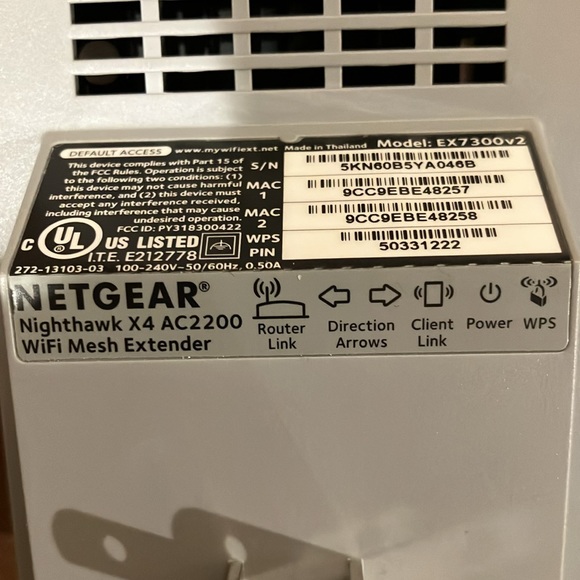 DEFAULT ACCESS www.mywifiext.net Made in Thailand Model: EX7300v2
This device complies with Part 15 of
the FCC Rules. Operation is subject
to the following two conditions: (1)
this device may not cause harmful
interference, and (2) this device must
accept any interference received,
including interference that may cause
undesired operation.
FCC ID: PY318300422
S/N 5KN60B5YA046B
MAC 1 9CC9EBE48257
MAC 2 9CC9EBE48258
WPS PIN 50331222
C UL US LISTED
I.T.E. E212778
272-13103-03 100-240V~50/60Hz, 0.50A
NETGEAR®
Nighthawk X4 AC2200
WiFi Mesh Extender
Router Link
Direction Arrows
Client Link
Power
WPS